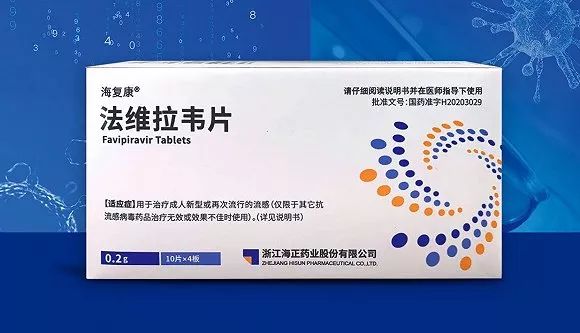 海复康®
法维拉韦片
Favipiravir Tablets
请仔细阅读说明书并在医师指导下使用
批准文号：国药准字H20203029
【适应症】用于治疗成人新型或再次流行的流感（仅限于其它抗
流感病毒药品治疗无效或效果不佳时使用）。（详见说明书）
0.2g
10片×4板
浙江海正药业股份有限公司
ZHEJIANG HISUN PHARMACEUTICAL CO.,LTD.